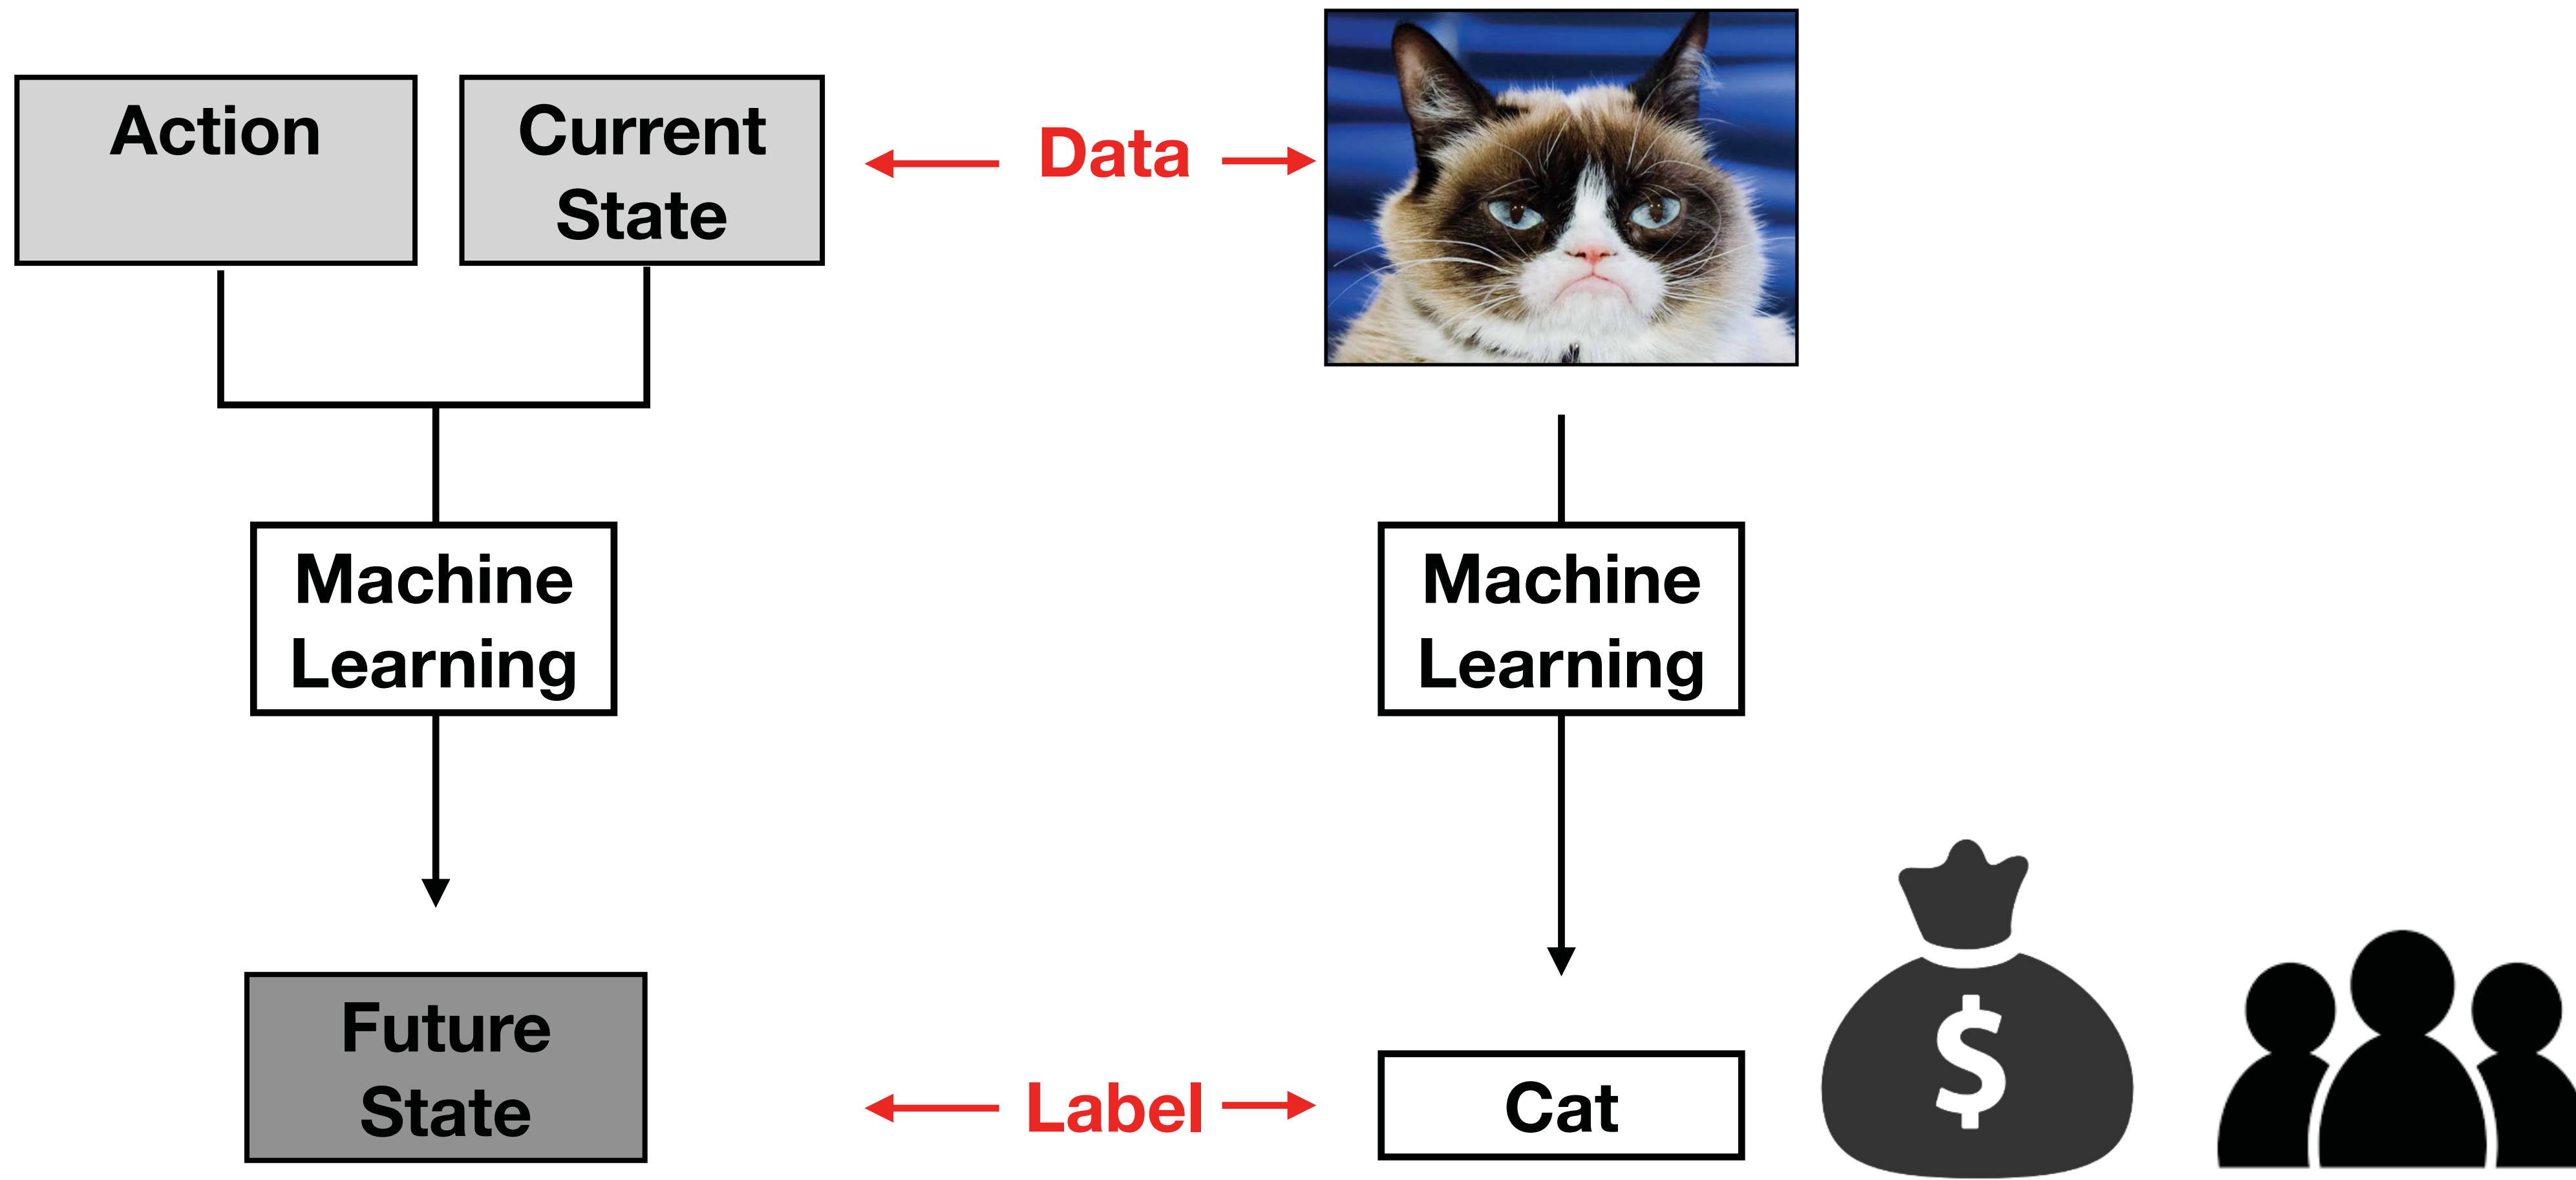 Action
Current
State
Data
Machine
Learning
Machine
Learning
$
Future
State
Label
Cat